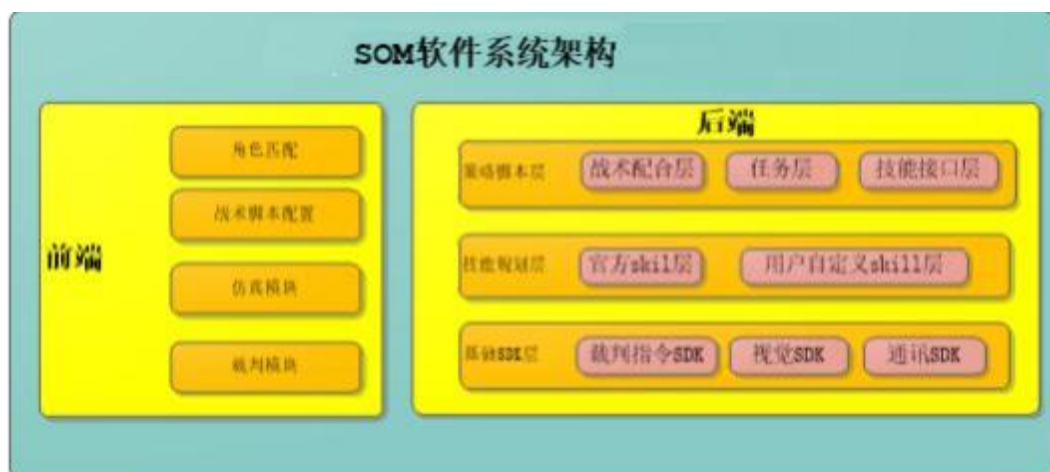 SOM软件系统架构
前端
角色匹配
战术脚本配置
仿真模块
裁判模块
后端
策略脚本层
战术配合层
任务层
技能接口层
技能规划层
官方skil层
用户自定义skill层
基础SDK层
裁判指令SDK
视觉SDK
通讯SDK